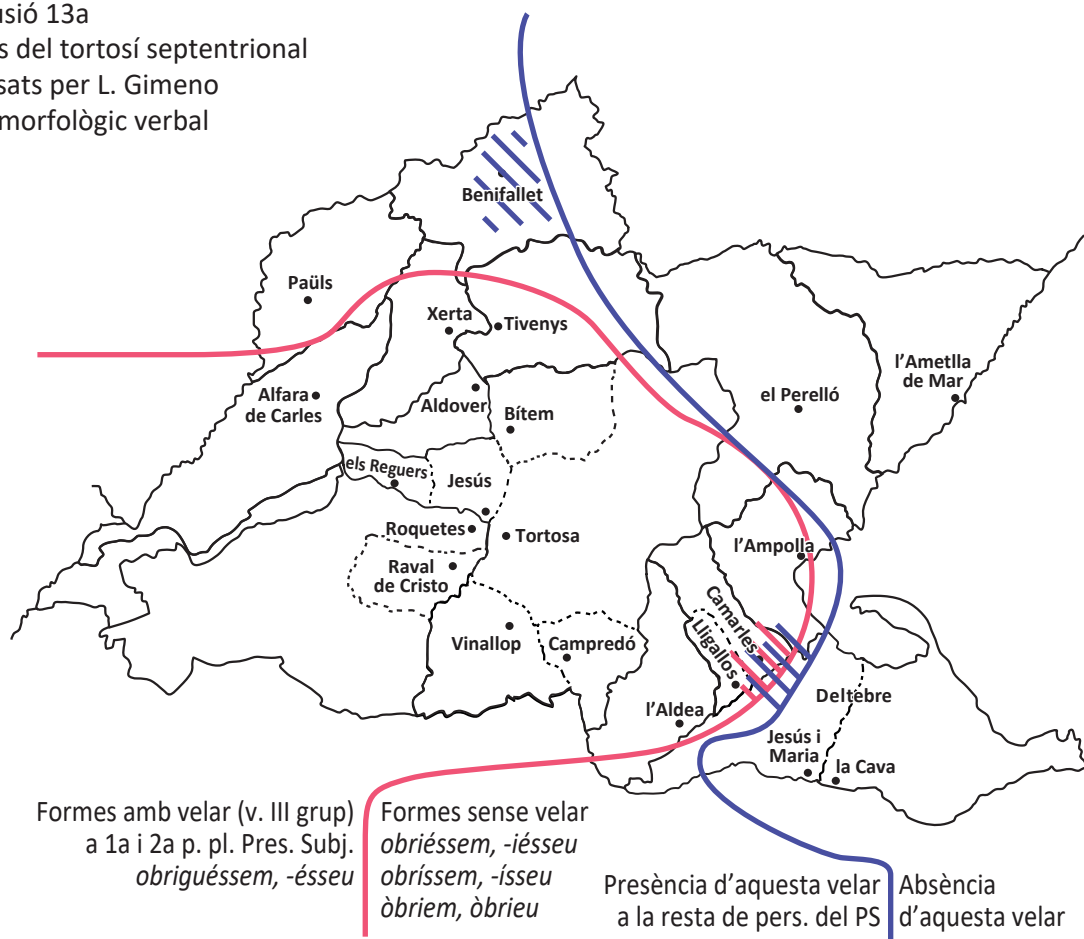 usió 13a
s del tortosí septentrional
sats per L. Gimeno
morfològic verbal
Benifallet
Paüls
Xerta
Tivenys
l'Ametlla
de Mar
el Perelló
Alfara
de Carles
Aldover
Bítem
els Reguers
Jesús
Roquetes
Tortosa
l'Ampolla
Raval
de Cristo
Camarles
Lligallos
Vinallop
Campredó
l'Aldea
Deltebre
Jesús i
Maria
la Cava
Formes amb velar (v. III grup)
a 1a i 2a p. pl. Pres. Subj.
obriguéssem, -ésseu
Formes sense velar
obriéssem, -iésseu
obríssem, -ísseu
òbriem, òbrieu
Presència d'aquesta velar
a la resta de pers. del PS
Absència
d'aquesta velar